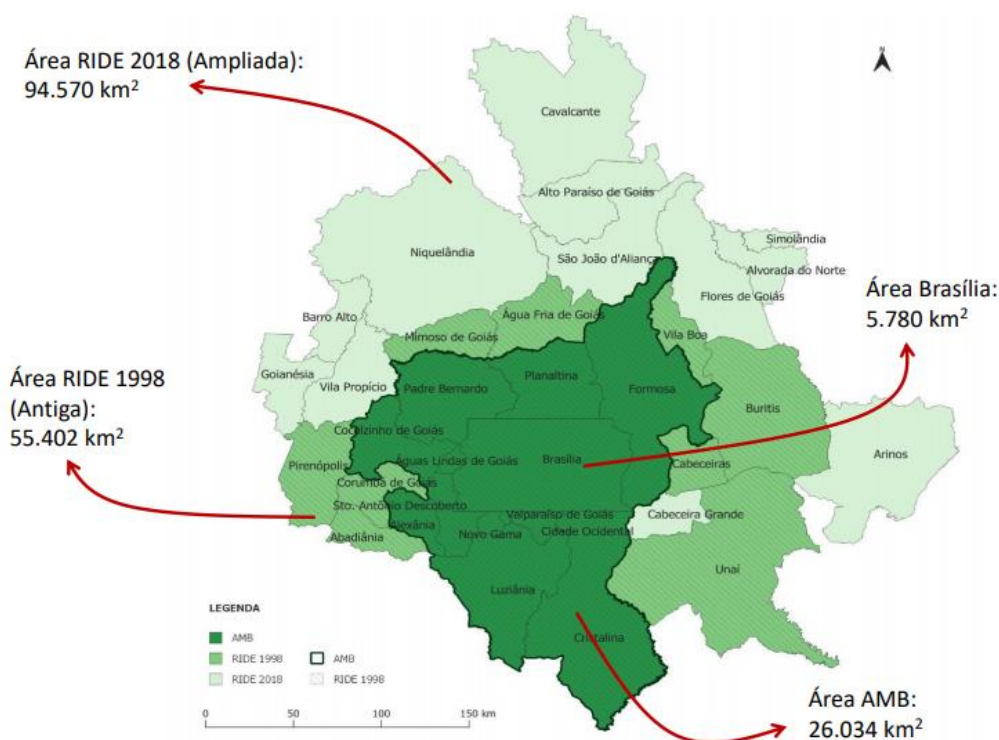 Área RIDE 2018 (Ampliada):
94.570 km²
N
Cavalcante
Alto Paraíso de Goiás
Niquelândia
São João d'Aliança
Simolândia
Alvorada do Norte
Flores de Goiás
Área Brasília:
5.780 km²
Barro Alto
Água Fria de Goiás
Mimoso de Goiás
Vila Boa
Área RIDE 1998
(Antiga):
55.402 km²
Goianésia
Vila Propício
Padre Bernardo
Planaltina
Formosa
Buritis
Cocalzinho de Goiás
Pirenópolis
Águas Lindas de Goiás
Brasília
Cabeceiras
Arinos
Corumbá de Goiás
Sto. Antônio Descoberto
Alexânia
Abadiânia
Valparaíso de Goiás
Novo Gama
Cidade Ocidental
Cabeceira Grande
Unaí
Luziânia
Cristalina
LEGENDA
AMB
RIDE 1998
RIDE 2018
AMB
RIDE 1998
0 50 100 150 km
Área AMB:
26.034 km²